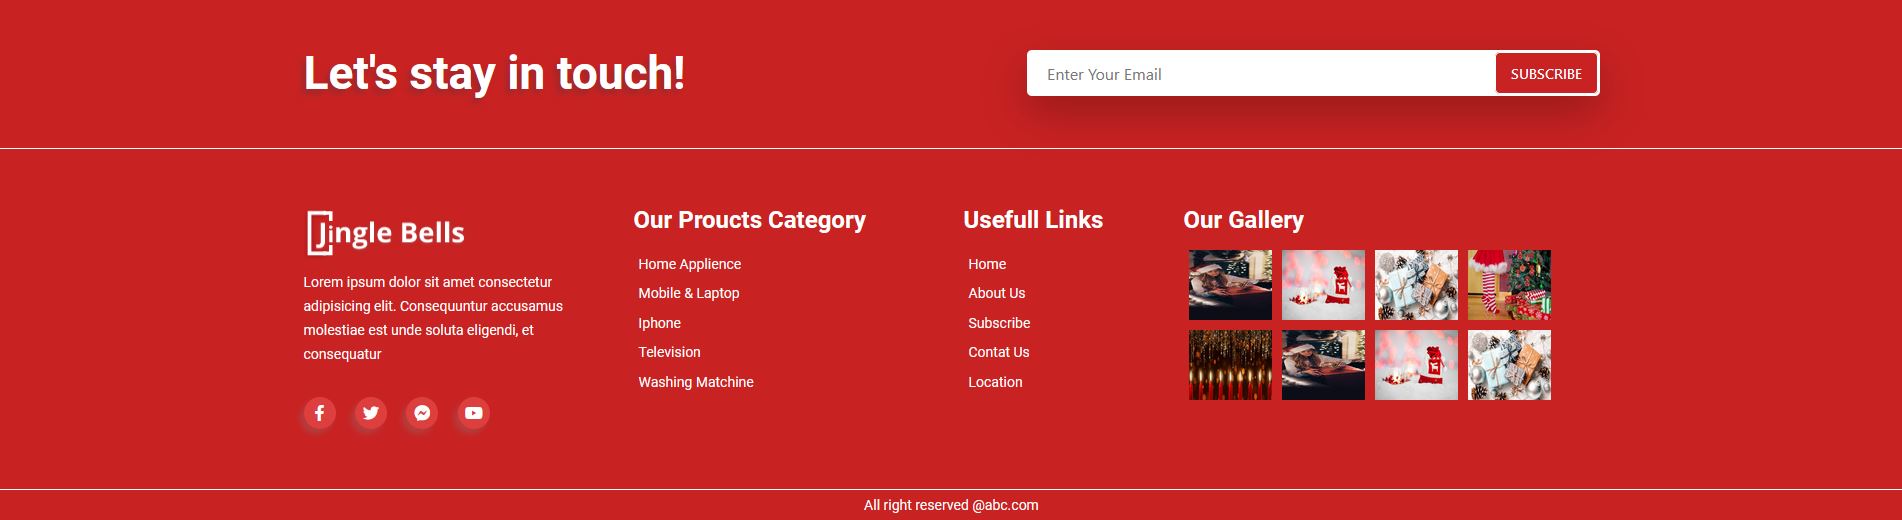 Let's stay in touch!
Enter Your Email
SUBSCRIBE
Jingle Bells
Lorem ipsum dolor sit amet consectetur
adipisicing elit. Consequuntur accusamus
molestiae est unde soluta eligendi, et
consequatur
Our Proucts Category
Home Applience
Mobile & Laptop
Iphone
Television
Washing Matchine
Usefull Links
Home
About Us
Subscribe
Contat Us
Location
Our Gallery
All right reserved @abc.com